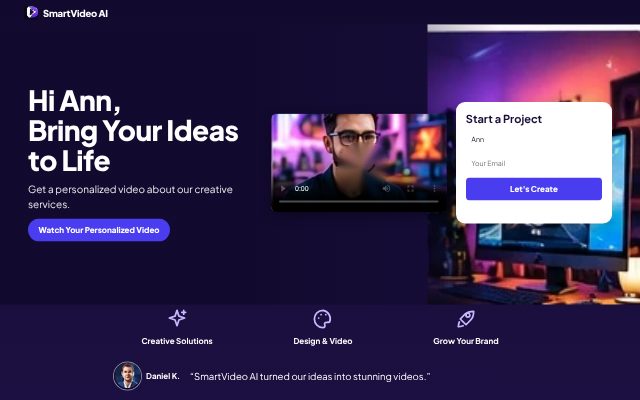 SmartVideo AI
Hi Ann,
Bring Your Ideas
to Life
Get a personalized video about our creative
services.
Watch Your Personalized Video
0:00
Start a Project
Ann
Your Email
Let's Create
Creative Solutions
Design & Video
Grow Your Brand
Daniel K.
“SmartVideo AI turned our ideas into stunning videos.”